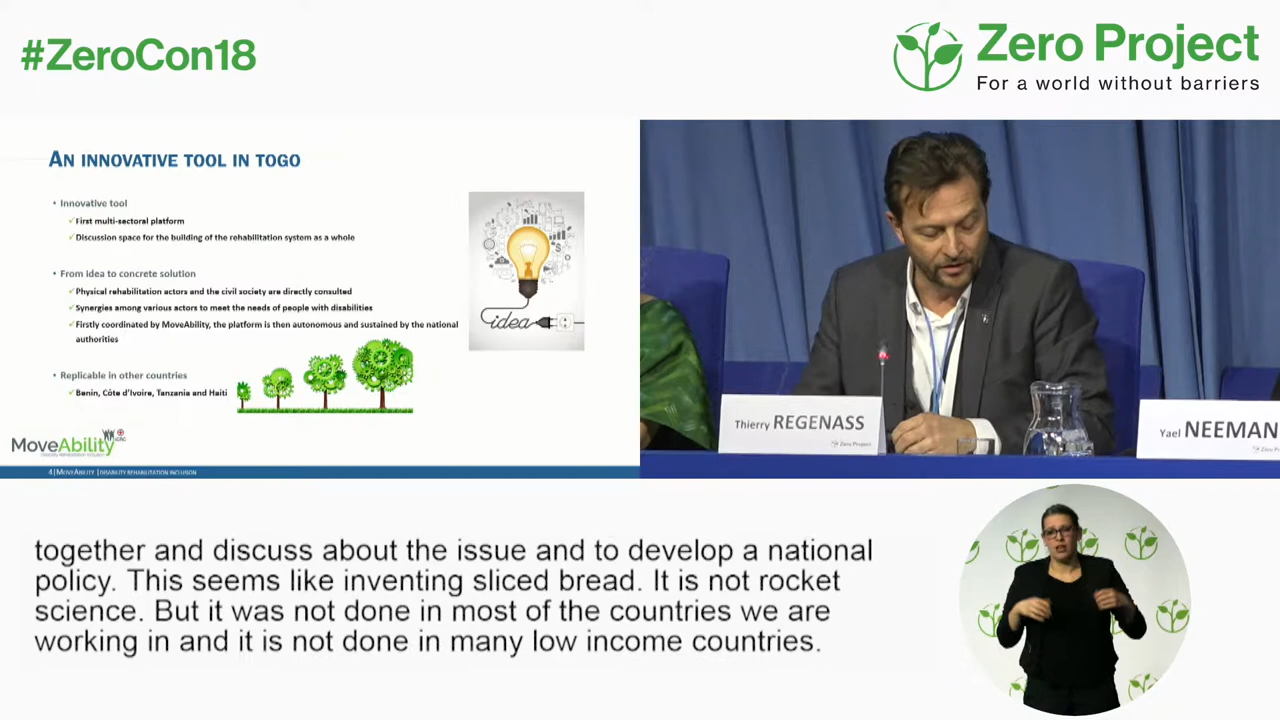 #ZeroCon18
Zero Project
For a world without barriers
AN INNOVATIVE TOOL IN TOGO
• Innovative tool
✓First multi-sectoral platform
✓Discussion space for the building of the rehabilitation system as a whole
• From idea to concrete solution
✓Physical rehabilitation actors and the civil society are directly consulted
✓Synergies among various actors to meet the needs of people with disabilities
✓Firstly coordinated by MoveAbility, the platform is then autonomous and sustained by the national
authorities
• Replicable in other countries
✓Benin, Côte d'Ivoire, Tanzania and Haiti
idea
MoveAbility
4 | MOVEABILITY | DISABILITY REHABILITATION INCLUSION
Thierry REGENASS
Zero Project
Yael NEEMAN
together and discuss about the issue and to develop a national
policy. This seems like inventing sliced bread. It is not rocket
science. But it was not done in most of the countries we are
working in and it is not done in many low income countries.